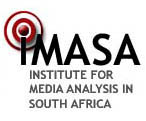 iMASA
INSTITUTE FOR
MEDIA ANALYSIS IN
SOUTH AFRICA